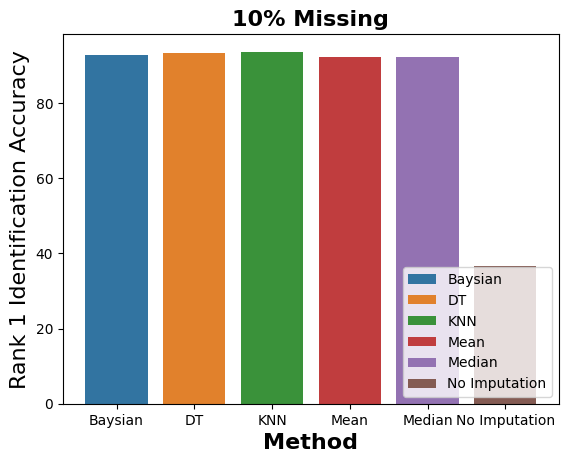 10% Missing
Rank 1 Identification Accuracy
80
60
40
20
0
Baysian
DT
KNN
Mean
Median
No Imputation
Baysian
DT
KNN
Mean
Median
No Imputation
Method